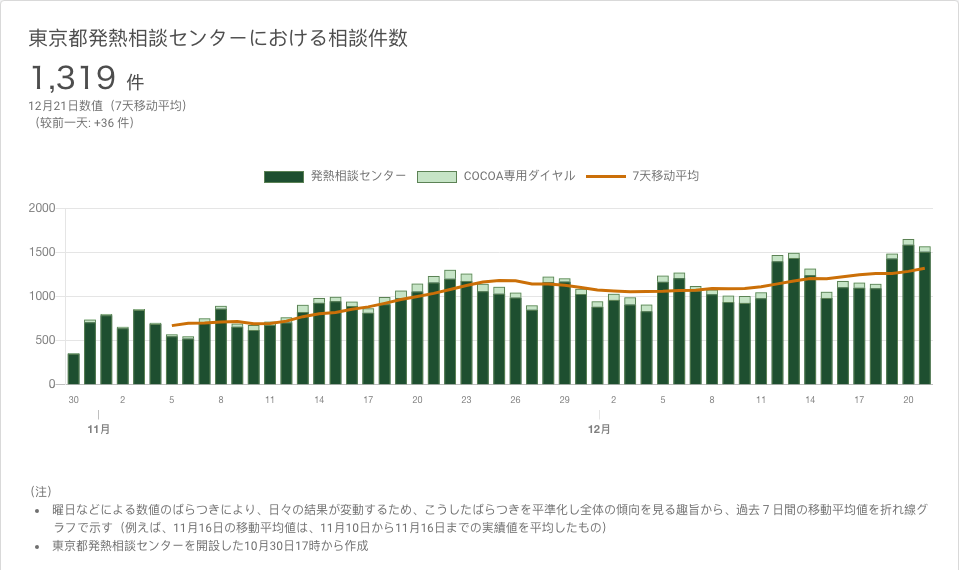 東京都発熱相談センターにおける相談件数
1,319 件
12月21日数值（7天移动平均）
（较前一天: +36 件）
発熱相談センター COCOA専用ダイヤル 7天移动平均
2000
1500
1000
500
0
30 2 5 8 11 14 17 20 23 26 29 2 5 8 11 14 17 20
11月 12月
（注）
• 曜日などによる数値のばらつきにより、日々の結果が変動するため、こうしたばらつきを平準化し全体の傾向を見る趣旨から、過去７日間の移動平均値を折れ線グ
ラフで示す（例えば、11月16日の移動平均値は、11月10日から11月16日までの実績値を平均したもの）
• 東京都発熱相談センターを開設した10月30日17時から作成